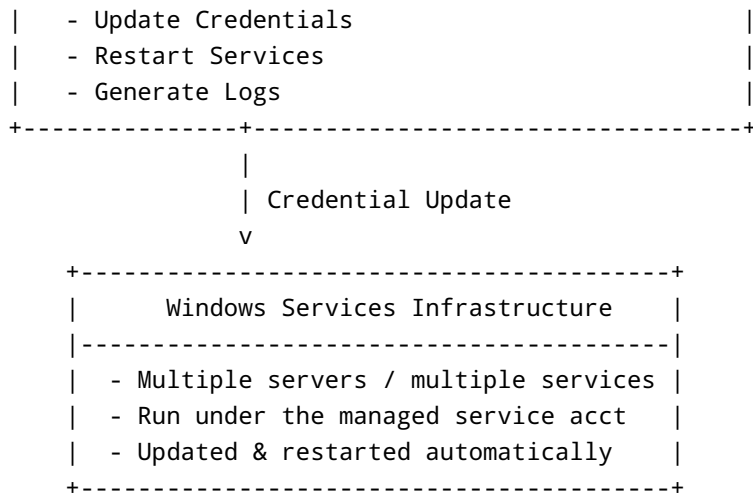 |   - Update Credentials                           |
|   - Restart Services                             |
|   - Generate Logs                                |
+---------------+----------------------------------+
                |
                | Credential Update
                v
    +-----------------------------------------+
    |      Windows Services Infrastructure    |
    |-----------------------------------------|
    |  - Multiple servers / multiple services |
    |  - Run under the managed service acct   |
    |  - Updated & restarted automatically    |
    +-----------------------------------------+